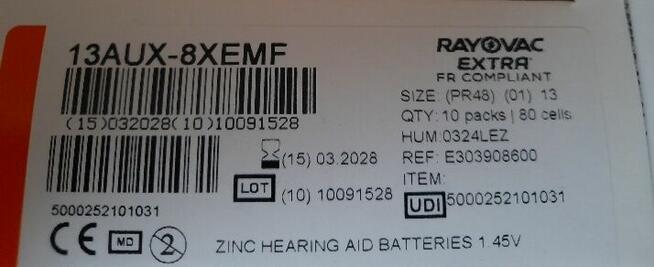 13AUX-8XEMF
(15)032028(10)10091528
(15) 03.2028
LOT (10) 10091528
5000252101031
CE MD 2
RAYOVAC
EXTRA
FR COMPLIANT
SIZE: (PR48) (01) 13
QTY: 10 packs | 80 cells
HUM:0324LEZ
REF: E303908600
ITEM:
UDI 5000252101031
ZINC HEARING AID BATTERIES 1.45V